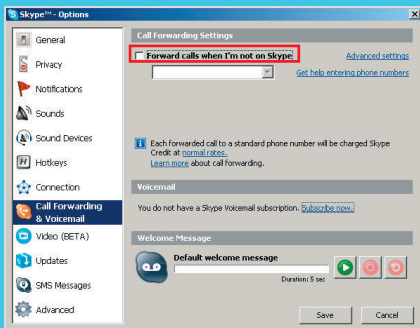 Skype™ - Options
General
Privacy
Notifications
Sounds
Sound Devices
Hotkeys
Connection
Call Forwarding
& Voicemail
Video (BETA)
Updates
SMS Messages
Advanced
Call Forwarding Settings
Forward calls when I'm not on Skype
Advanced settings
Get help entering phone numbers
Each forwarded call to a standard phone number will be charged Skype
Credit at normal rates.
Learn more about call forwarding.
Voicemail
You do not have a Skype Voicemail subscription. Subscribe now.
Welcome Message
Default welcome message
Duration: 5 sec
Save Cancel